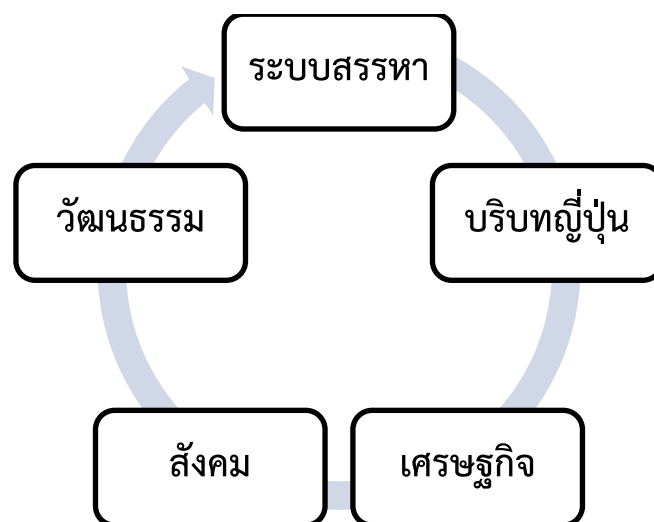 ระบบสรรหา
บริบทญี่ปุ่น
เศรษฐกิจ
สังคม
วัฒนธรรม